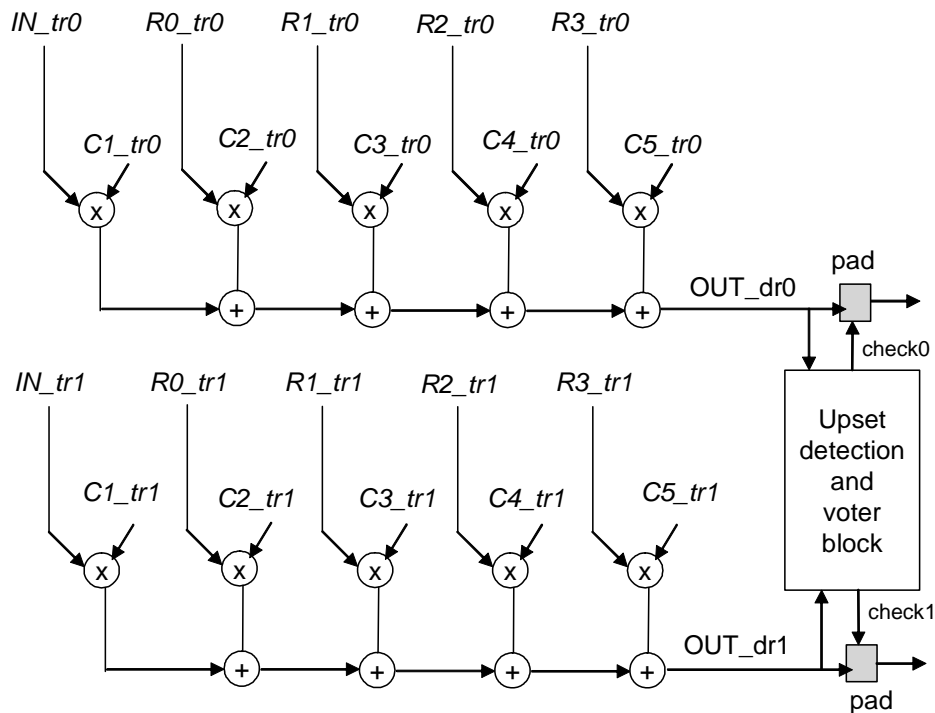 IN_tr0 R0_tr0 R1_tr0 R2_tr0 R3_tr0
C1_tr0 C2_tr0 C3_tr0 C4_tr0 C5_tr0
x x x x x
pad
OUT_dr0
+ + + +
check0
IN_tr1 R0_tr1 R1_tr1 R2_tr1 R3_tr1
Upset
detection
and
voter
block
C1_tr1 C2_tr1 C3_tr1 C4_tr1 C5_tr1
x x x x x
check1
OUT_dr1
+ + + +
pad